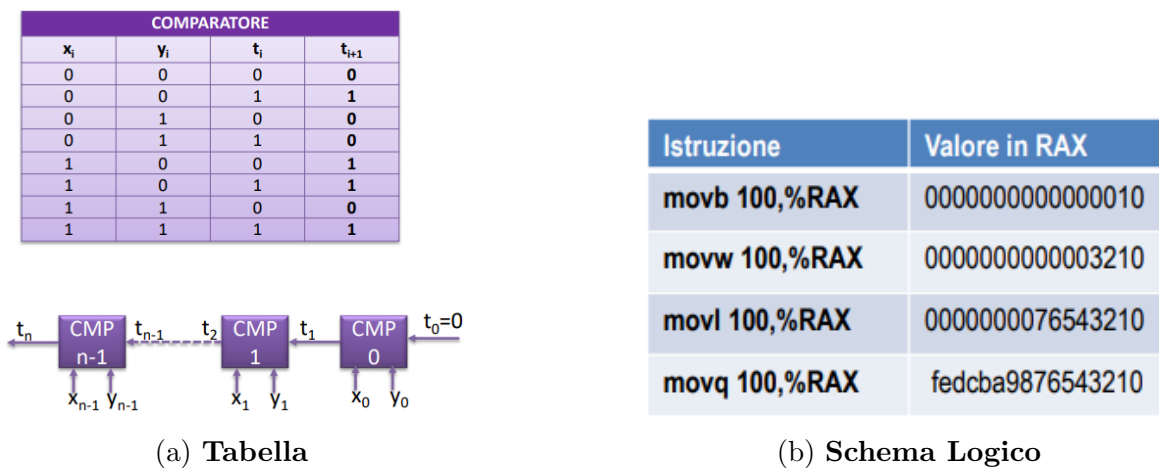 COMPARATORE
xi yi ti ti+1
0 0 0 0
0 0 1 1
0 1 0 0
0 1 1 0
1 0 0 1
1 0 1 1
1 1 0 0
1 1 1 1
tn CMP n-1 tn-1 t2 CMP 1 t1 CMP 0 t0=0
xn-1 yn-1 x1 y1 x0 y0
(a) Tabella
Istruzione Valore in RAX
movb 100,%RAX 0000000000000010
movw 100,%RAX 0000000000003210
movl 100,%RAX 0000000076543210
movq 100,%RAX fedcba9876543210
(b) Schema Logico